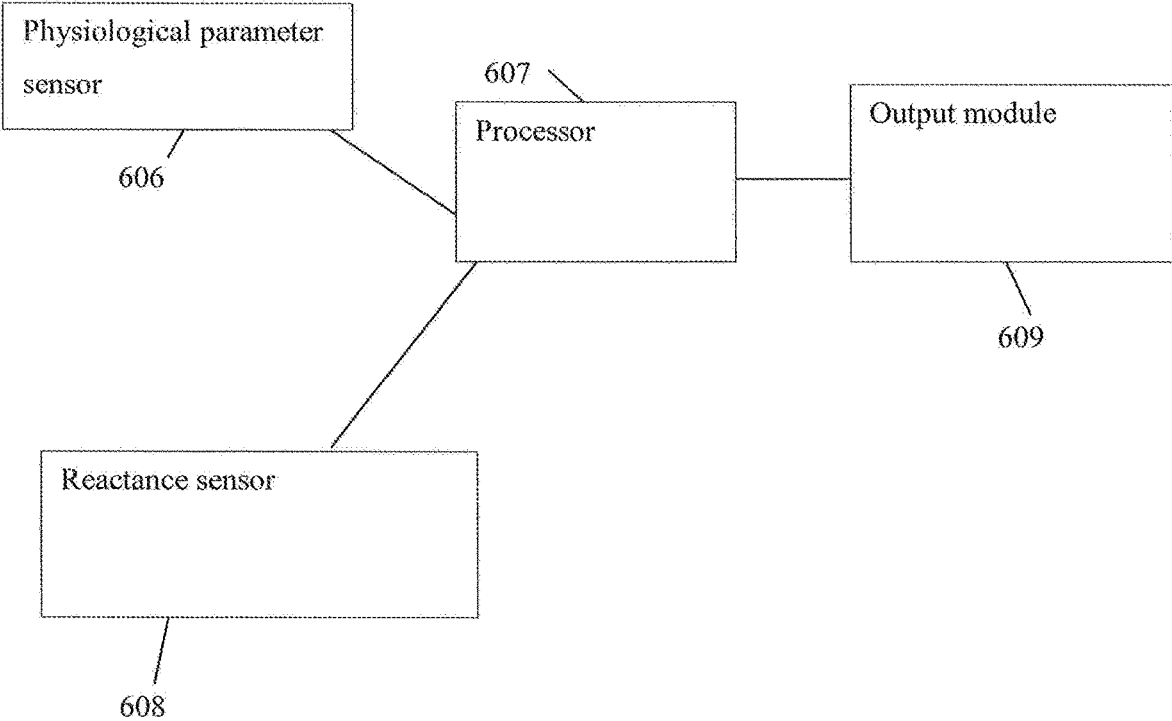 Physiological parameter
sensor
606
607
Processor
Output module
609
Reactance sensor
608